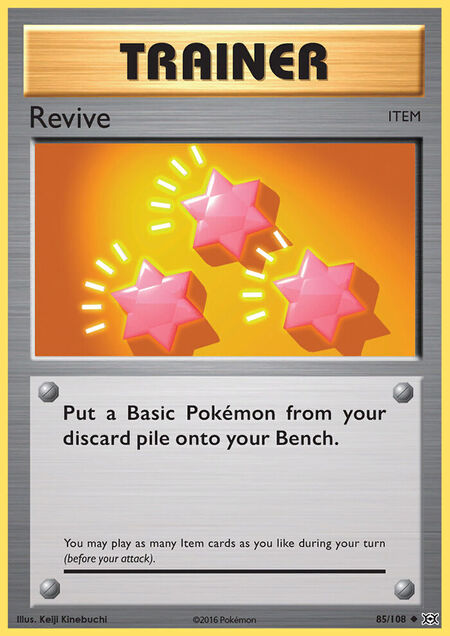 TRAINER
Revive
ITEM
Put a Basic Pokémon from your
discard pile onto your Bench.
You may play as many Item cards as you like during your turn
(before your attack).
Illus. Keiji Kinebuchi
©2016 Pokémon
85/108